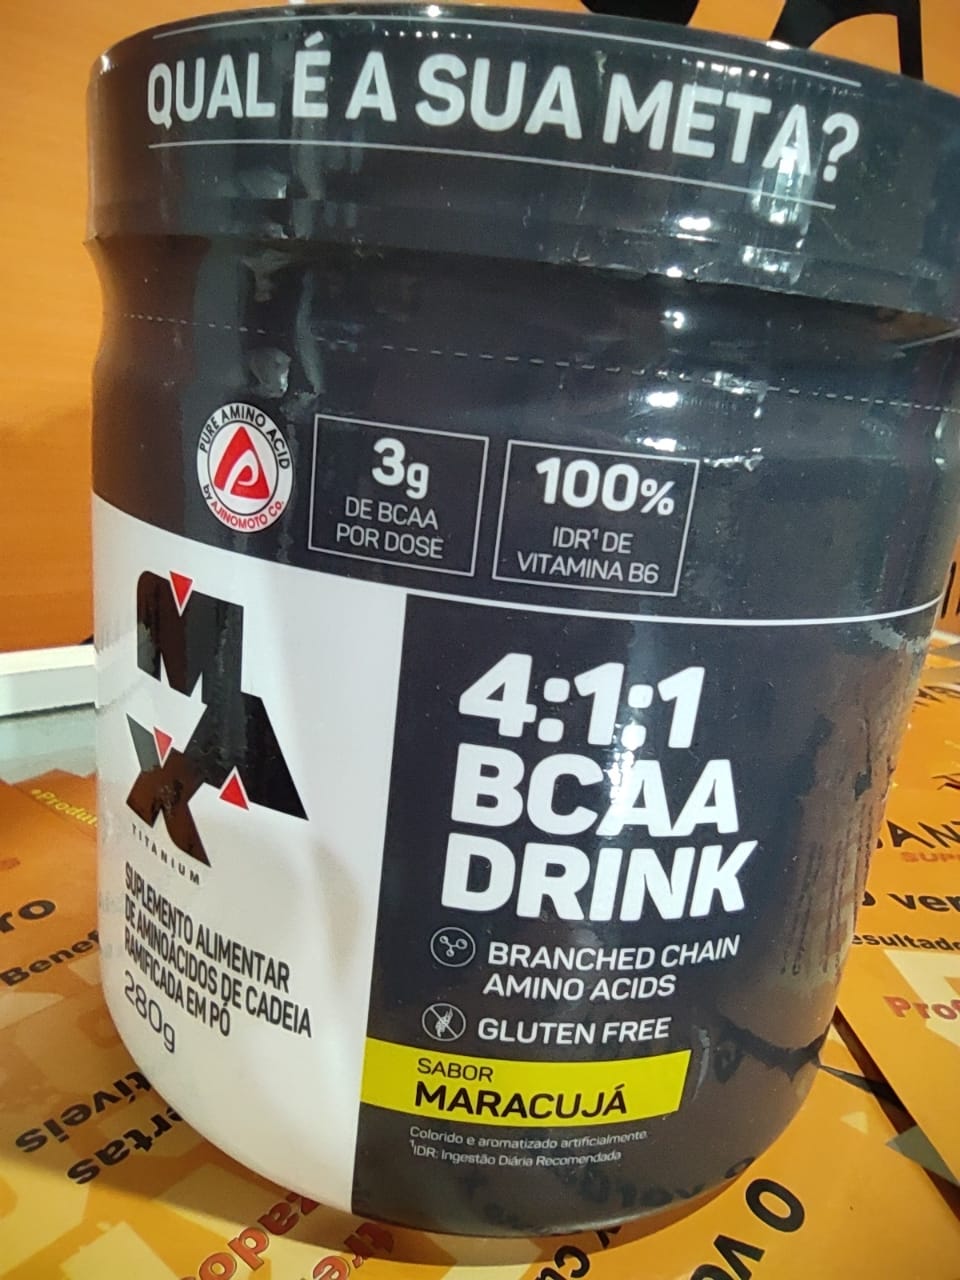 QUAL É A SUA META?
PURE AMINO ACID
by AJINOMOTO CO.
3g
DE BCAA
POR DOSE
100%
IDR¹ DE
VITAMINA B6
MAX
TITANIUM
SUPLEMENTO ALIMENTAR
DE AMINOÁCIDOS DE CADEIA
RAMIFICADA EM PÓ
280g
4:1:1
BCAA
DRINK
BRANCHED CHAIN
AMINO ACIDS
GLUTEN FREE
SABOR
MARACUJÁ
Colorido e aromatizado artificialmente
¹IDR: Ingestão Diária Recomendada